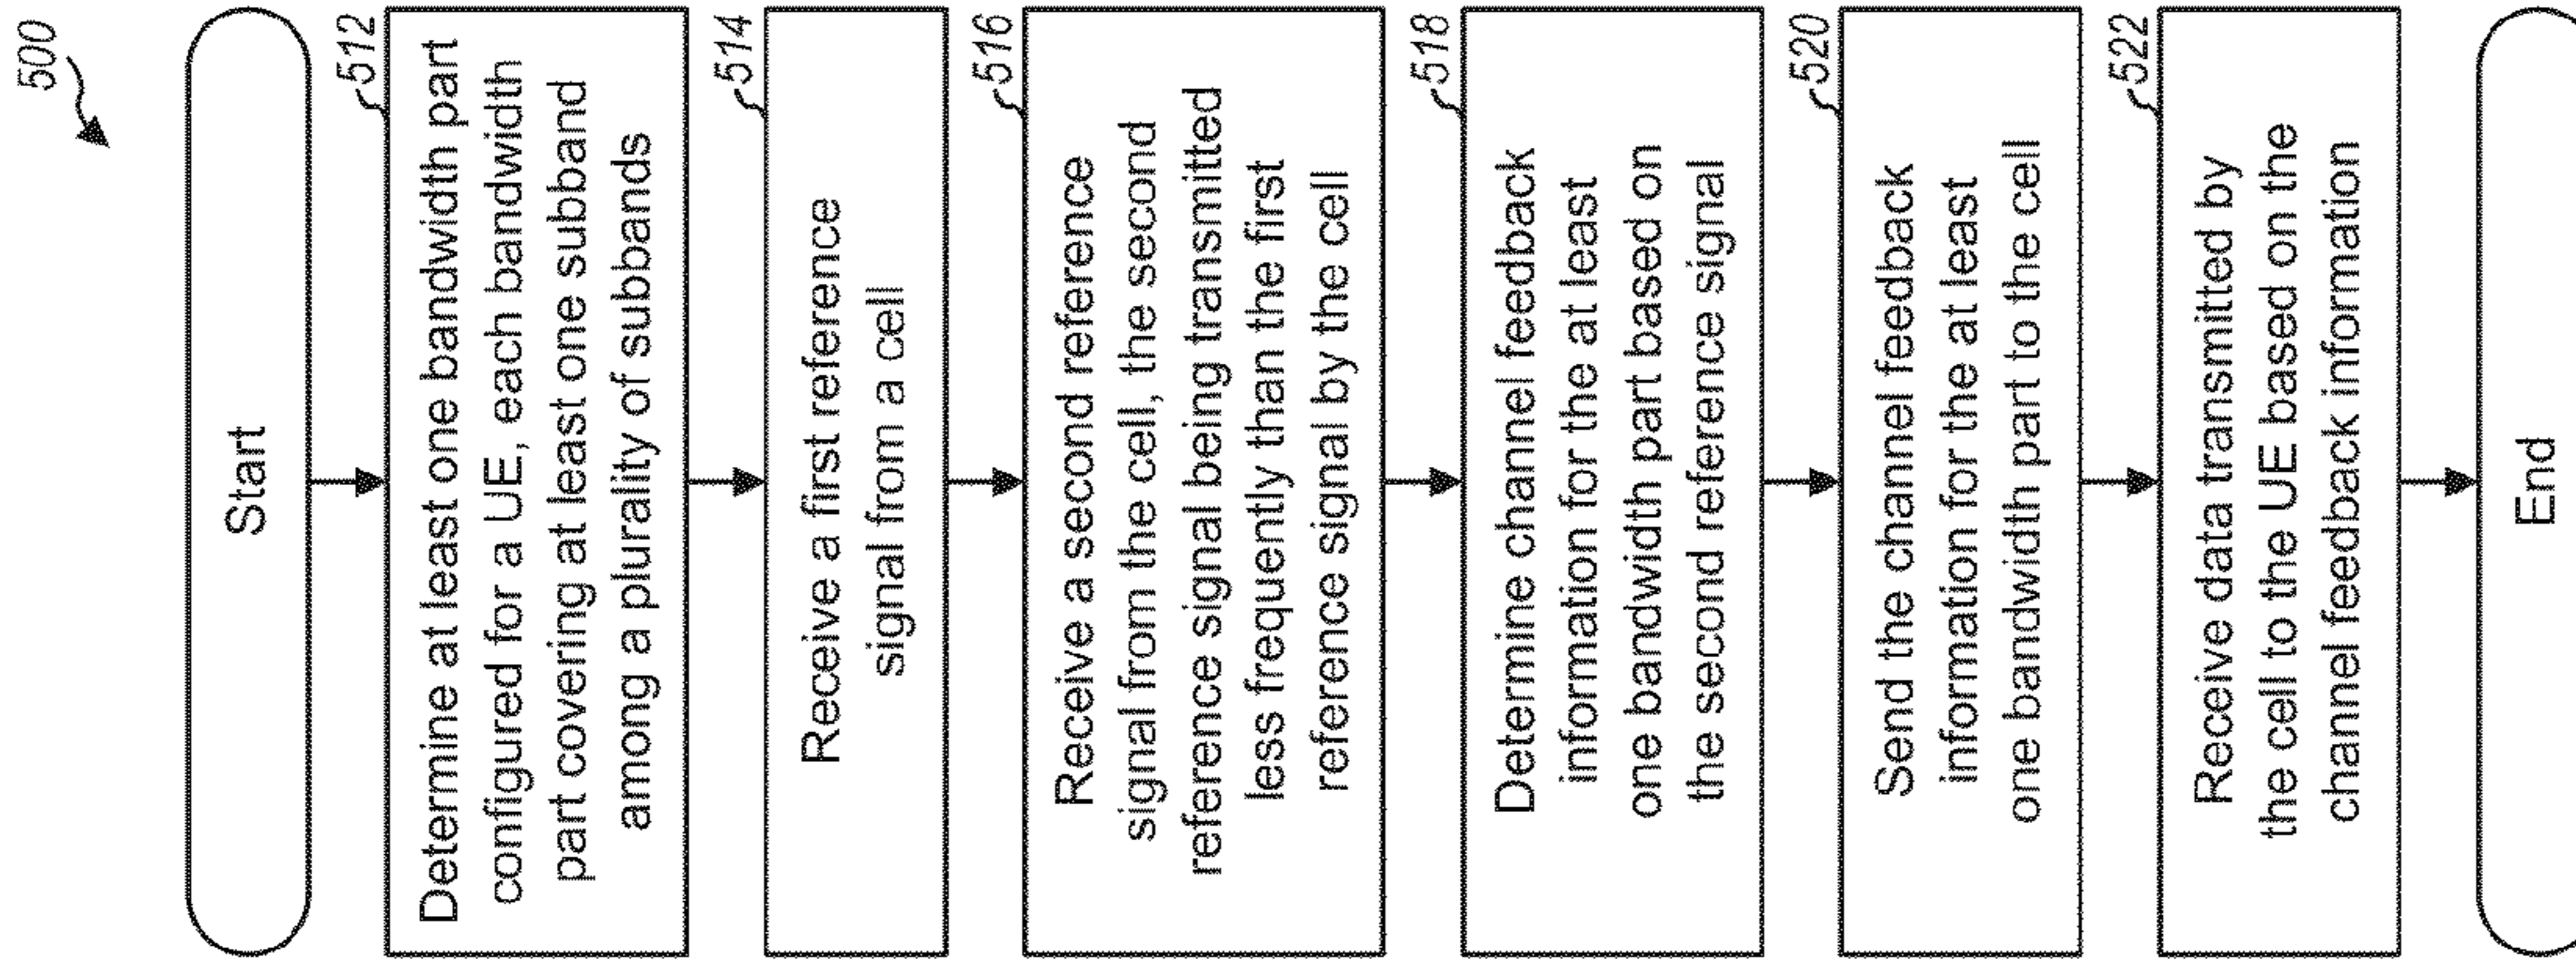 500
Start
512
Determine at least one bandwidth part
configured for a UE, each bandwidth
part covering at least one subband
among a plurality of subbands
514
Receive a first reference
signal from a cell
516
Receive a second reference
signal from the cell, the second
reference signal being transmitted
less frequently than the first
reference signal by the cell
518
Determine channel feedback
information for the at least
one bandwidth part based on
the second reference signal
520
Send the channel feedback
information for the at least
one bandwidth part to the cell
522
Receive data transmitted by
the cell to the UE based on the
channel feedback information
End